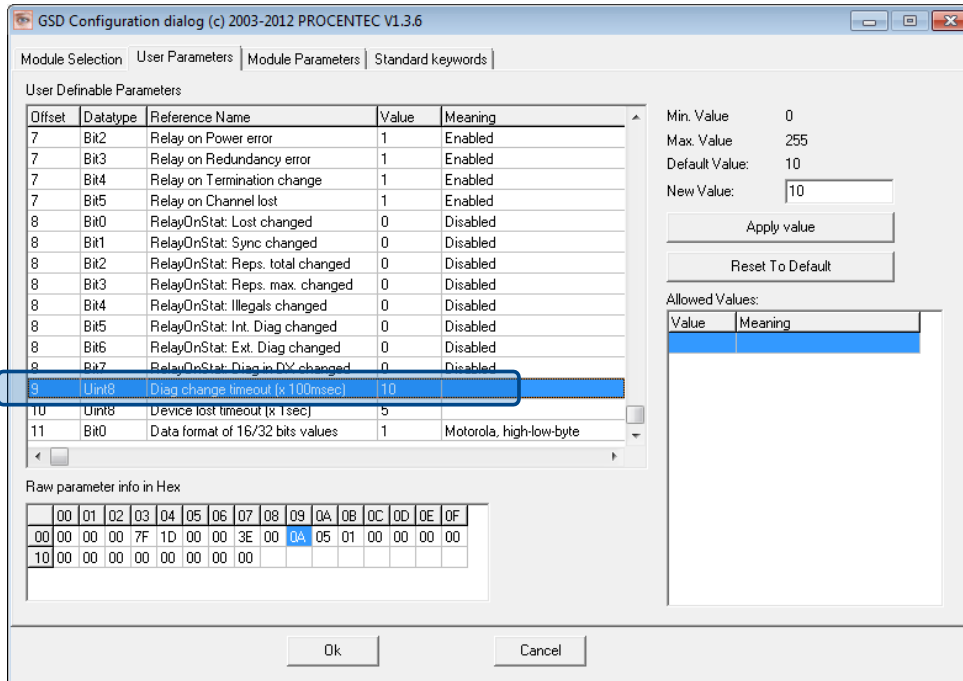 GSD Configuration dialog (c) 2003-2012 PROCENTEC V1.3.6
Module Selection User Parameters Module Parameters Standard keywords
User Definable Parameters
Offset Datatype Reference Name Value Meaning
7 Bit2 Relay on Power error 1 Enabled
7 Bit3 Relay on Redundancy error 1 Enabled
7 Bit4 Relay on Termination change 1 Enabled
7 Bit5 Relay on Channel lost 1 Enabled
8 Bit0 RelayOnStat: Lost changed 0 Disabled
8 Bit1 RelayOnStat: Sync changed 0 Disabled
8 Bit2 RelayOnStat: Reps. total changed 0 Disabled
8 Bit3 RelayOnStat: Reps. max. changed 0 Disabled
8 Bit4 RelayOnStat: Illegals changed 0 Disabled
8 Bit5 RelayOnStat: Int. Diag changed 0 Disabled
8 Bit6 RelayOnStat: Ext. Diag changed 0 Disabled
8 Bit7 RelayOnStat: Diag in DX changed 0 Disabled
9 Uint8 Diag change timeout (x 100msec) 10
10 Uint8 Device lost timeout (x 1sec) 5
11 Bit0 Data format of 16/32 bits values 1 Motorola, high-low-byte
Min. Value 0
Max. Value 255
Default Value: 10
New Value: 10
Apply value
Reset To Default
Allowed Values:
Value Meaning
Raw parameter info in Hex
00 01 02 03 04 05 06 07 08 09 0A 0B 0C 0D 0E 0F
00 00 00 00 7F 1D 00 00 3E 00 0A 05 01 00 00 00 00
10 00 00 00 00 00 00 00 00
Ok Cancel